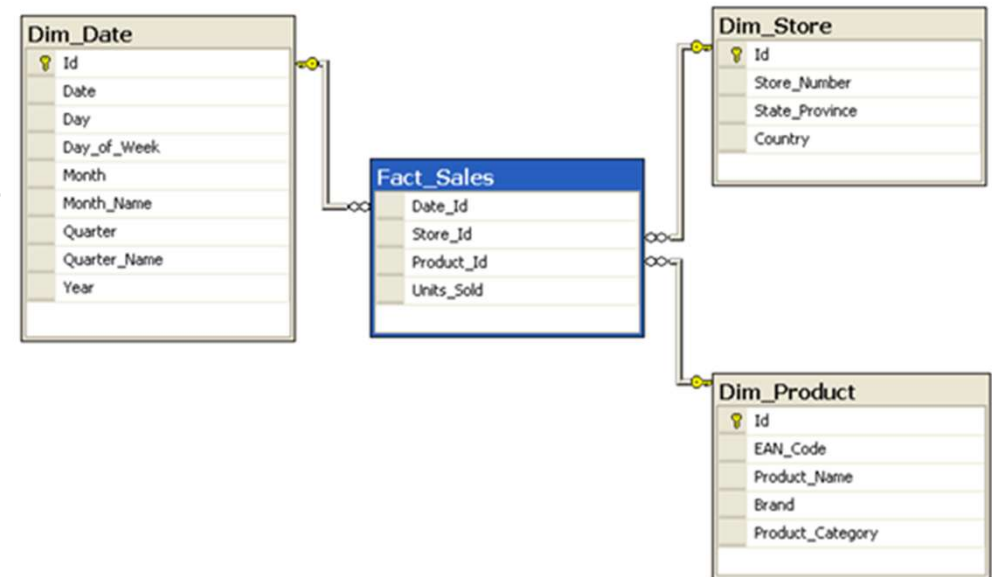 Dim_Date
Id
Date
Day
Day_of_Week
Month
Month_Name
Quarter
Quarter_Name
Year
Fact_Sales
Date_Id
Store_Id
Product_Id
Units_Sold
Dim_Store
Id
Store_Number
State_Province
Country
Dim_Product
Id
EAN_Code
Product_Name
Brand
Product_Category